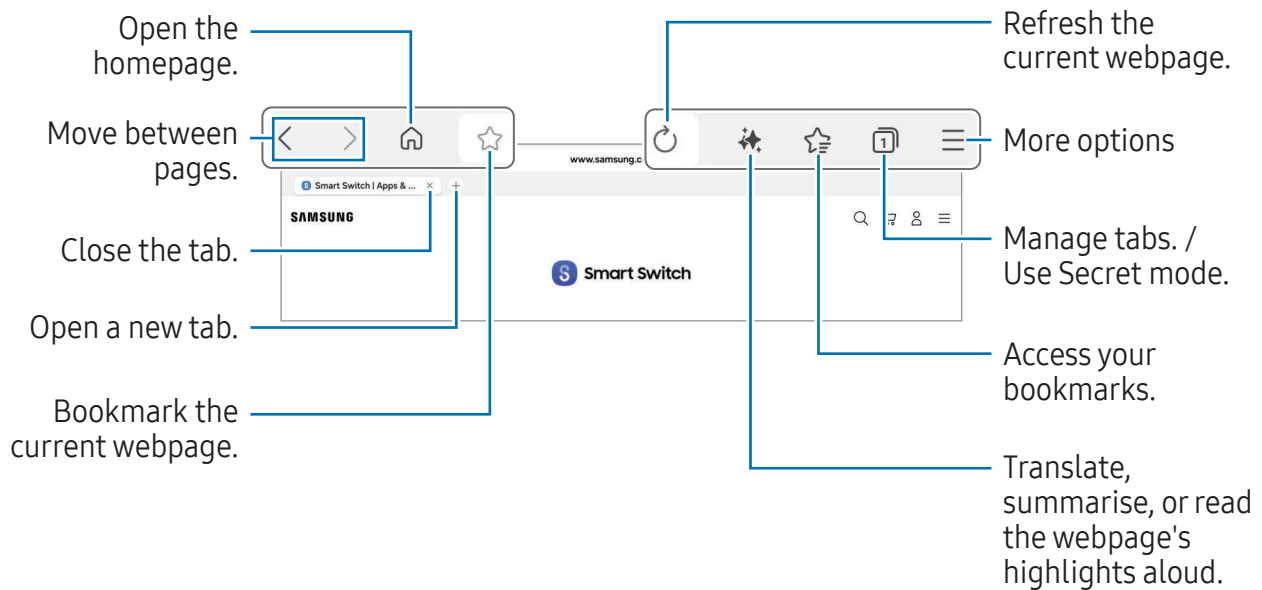 Open the
homepage.
Move between
pages.
Close the tab.
Open a new tab.
Bookmark the
current webpage.
www.samsung.c
Smart Switch | Apps & ...
SAMSUNG
S Smart Switch
1
Refresh the
current webpage.
More options
Manage tabs. /
Use Secret mode.
Access your
bookmarks.
Translate,
summarise, or read
the webpage's
highlights aloud.